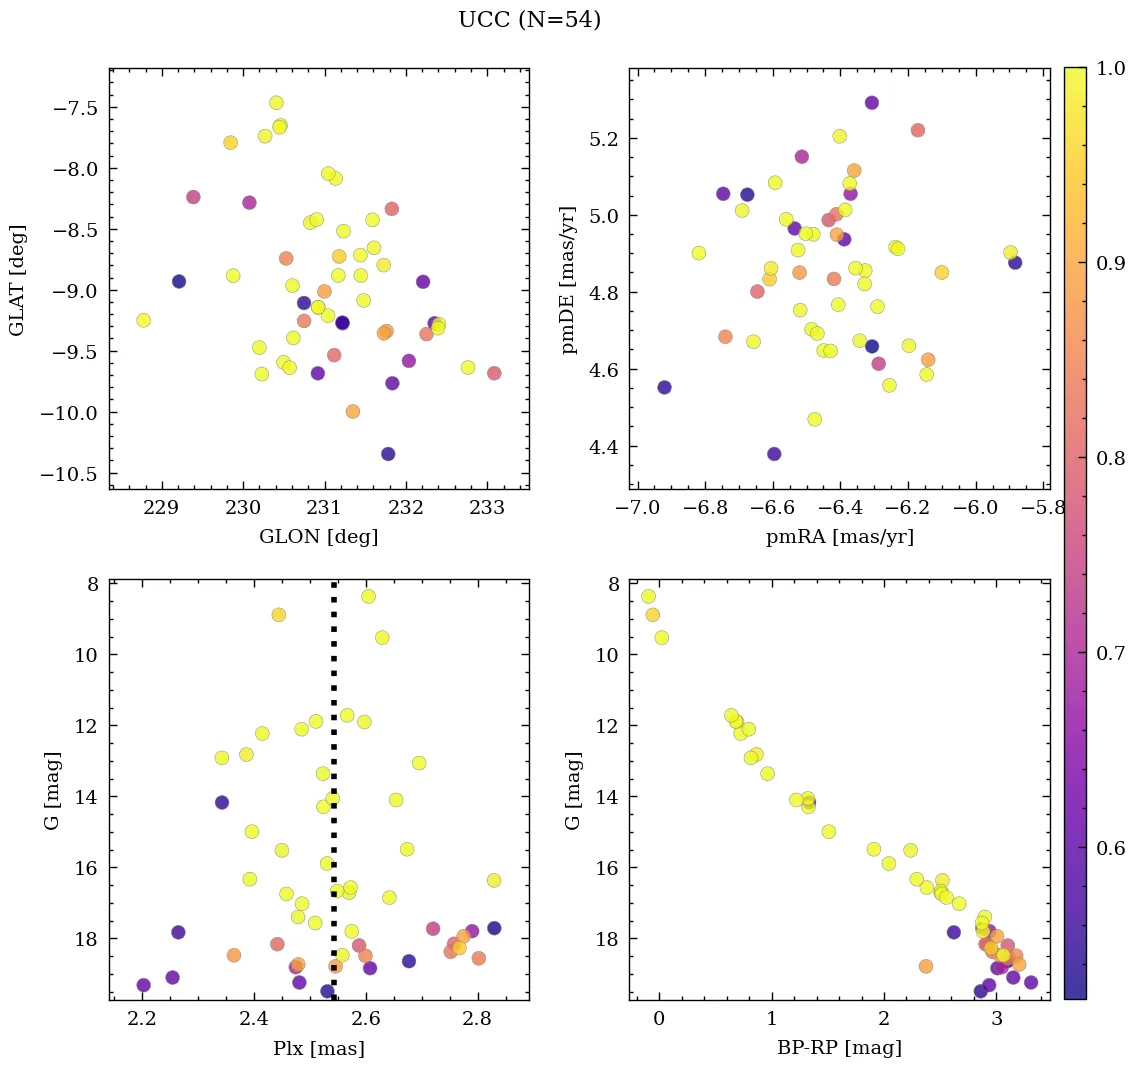 UCC (N=54)
−7.5
−8.0
−8.5
−9.0
−9.5
−10.0
−10.5
GLAT [deg]
229 230 231 232 233
GLON [deg]
5.2
5.0
4.8
4.6
4.4
pmDE [mas/yr]
−7.0 −6.8 −6.6 −6.4 −6.2 −6.0 −5.8
pmRA [mas/yr]
1.0
0.9
0.8
0.7
0.6
8
10
12
14
16
18
G [mag]
2.2 2.4 2.6 2.8
Plx [mas]
8
10
12
14
16
18
G [mag]
0 1 2 3
BP-RP [mag]